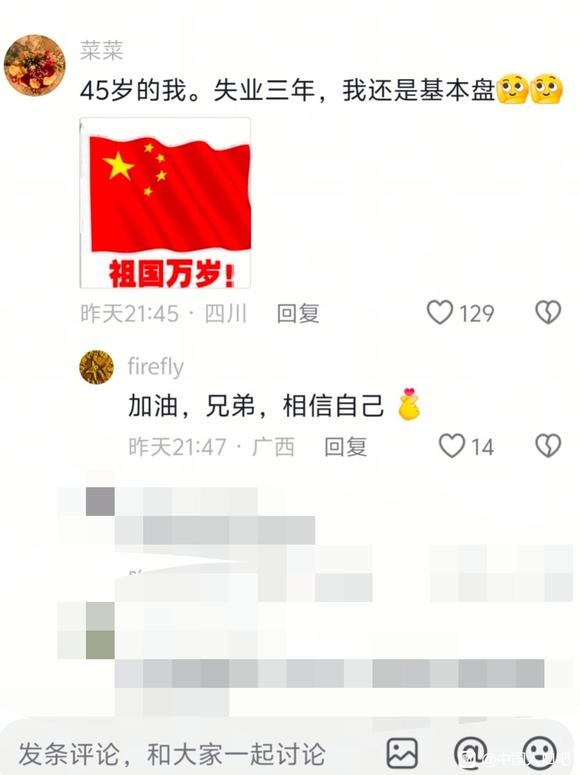 菜菜
45岁的我。失业三年，我还是基本盘🤔🤔
祖国万岁!
昨天21:45 · 四川 回复 129
firefly
加油，兄弟，相信自己
昨天21:47 · 广西 回复 14
发条评论，和大家一起讨论